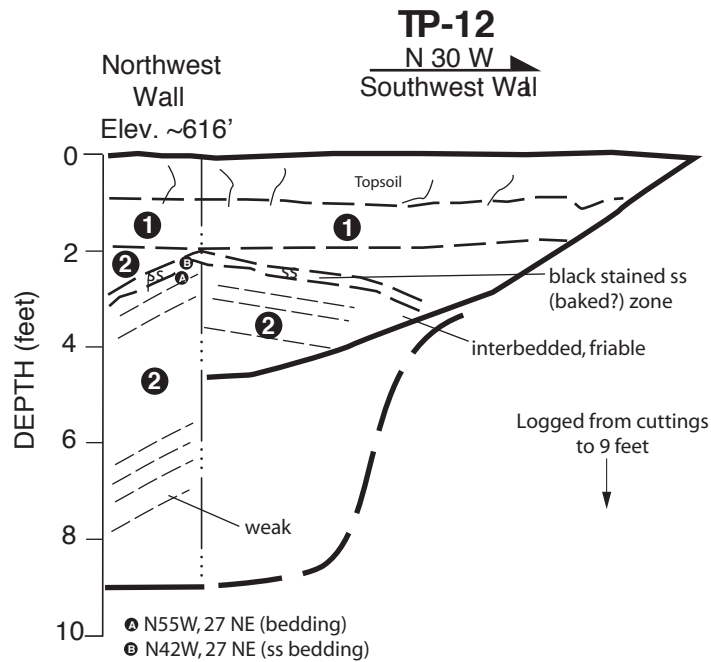 TP-12
N 30 W
Southwest Wall
Northwest
Wall
Elev. ~616'
0
Topsoil
1
1
2
2
ss
B
A
ss
black stained ss
(baked?) zone
2
4
interbedded, friable
2
DEPTH (feet)
Logged from cuttings
to 9 feet
6
weak
8
10
A N55W, 27 NE (bedding)
B N42W, 27 NE (ss bedding)